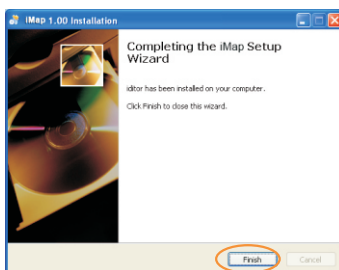 iMap 1.00 Installation
Completing the iMap Setup
Wizard
iditor has been installed on your computer.
Click Finish to close this wizard.
Finish
Cancel